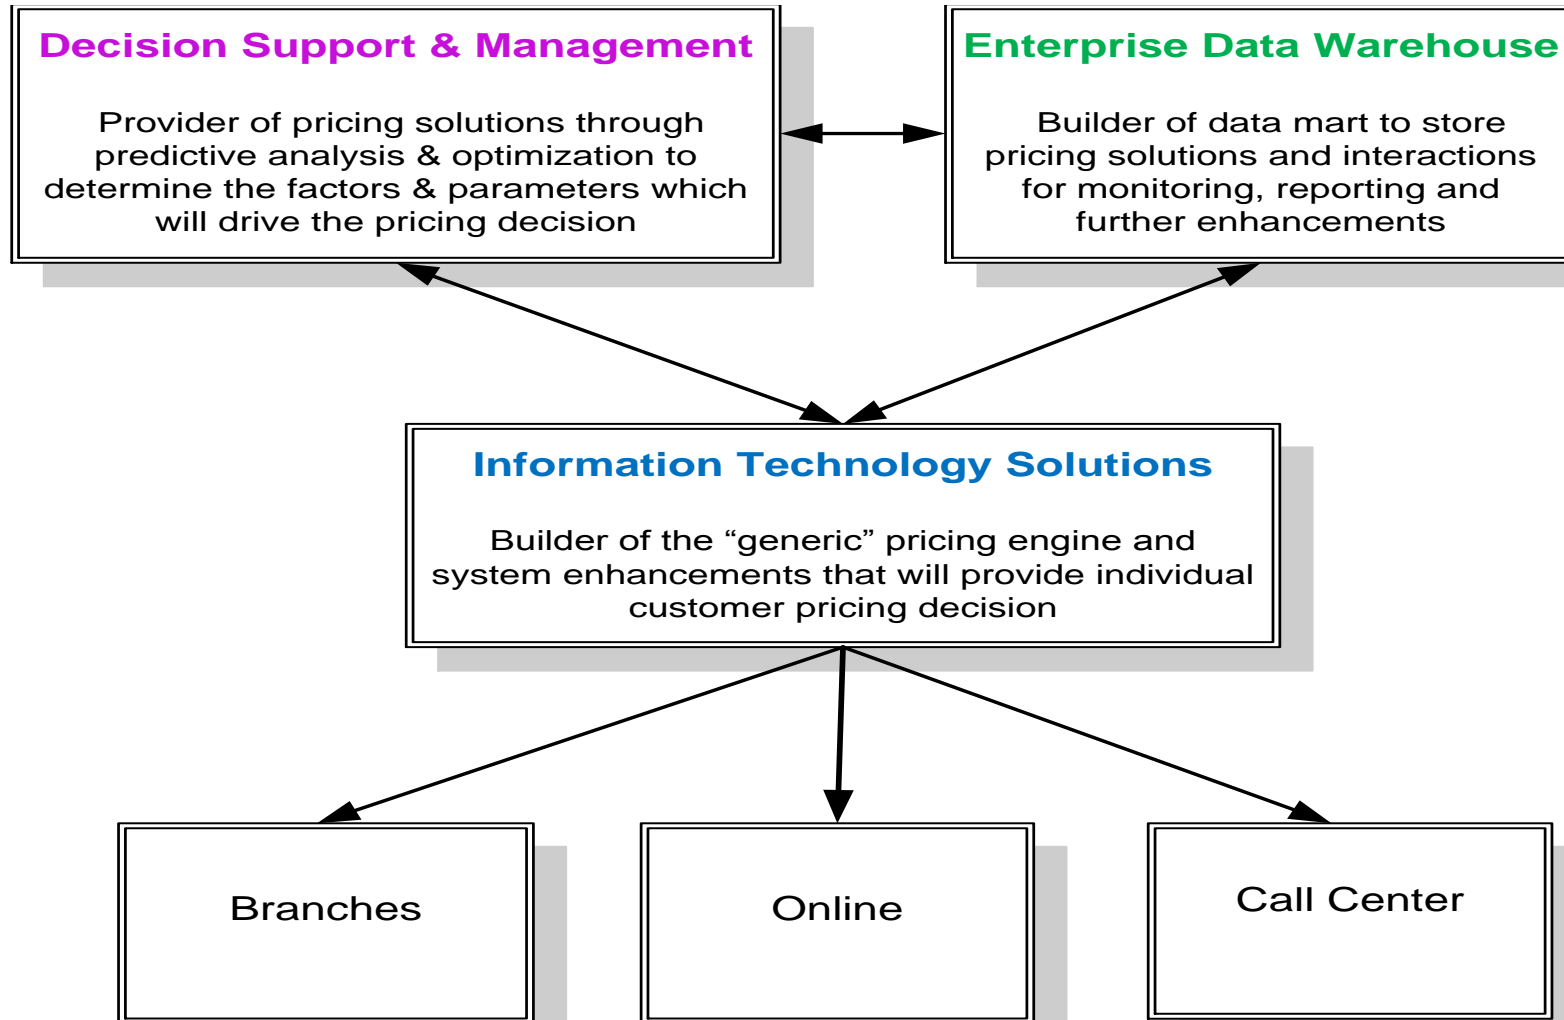 Decision Support & Management
Provider of pricing solutions through
predictive analysis & optimization to
determine the factors & parameters which
will drive the pricing decision
Enterprise Data Warehouse
Builder of data mart to store
pricing solutions and interactions
for monitoring, reporting and
further enhancements
Information Technology Solutions
Builder of the “generic” pricing engine and
system enhancements that will provide individual
customer pricing decision
Branches
Online
Call Center